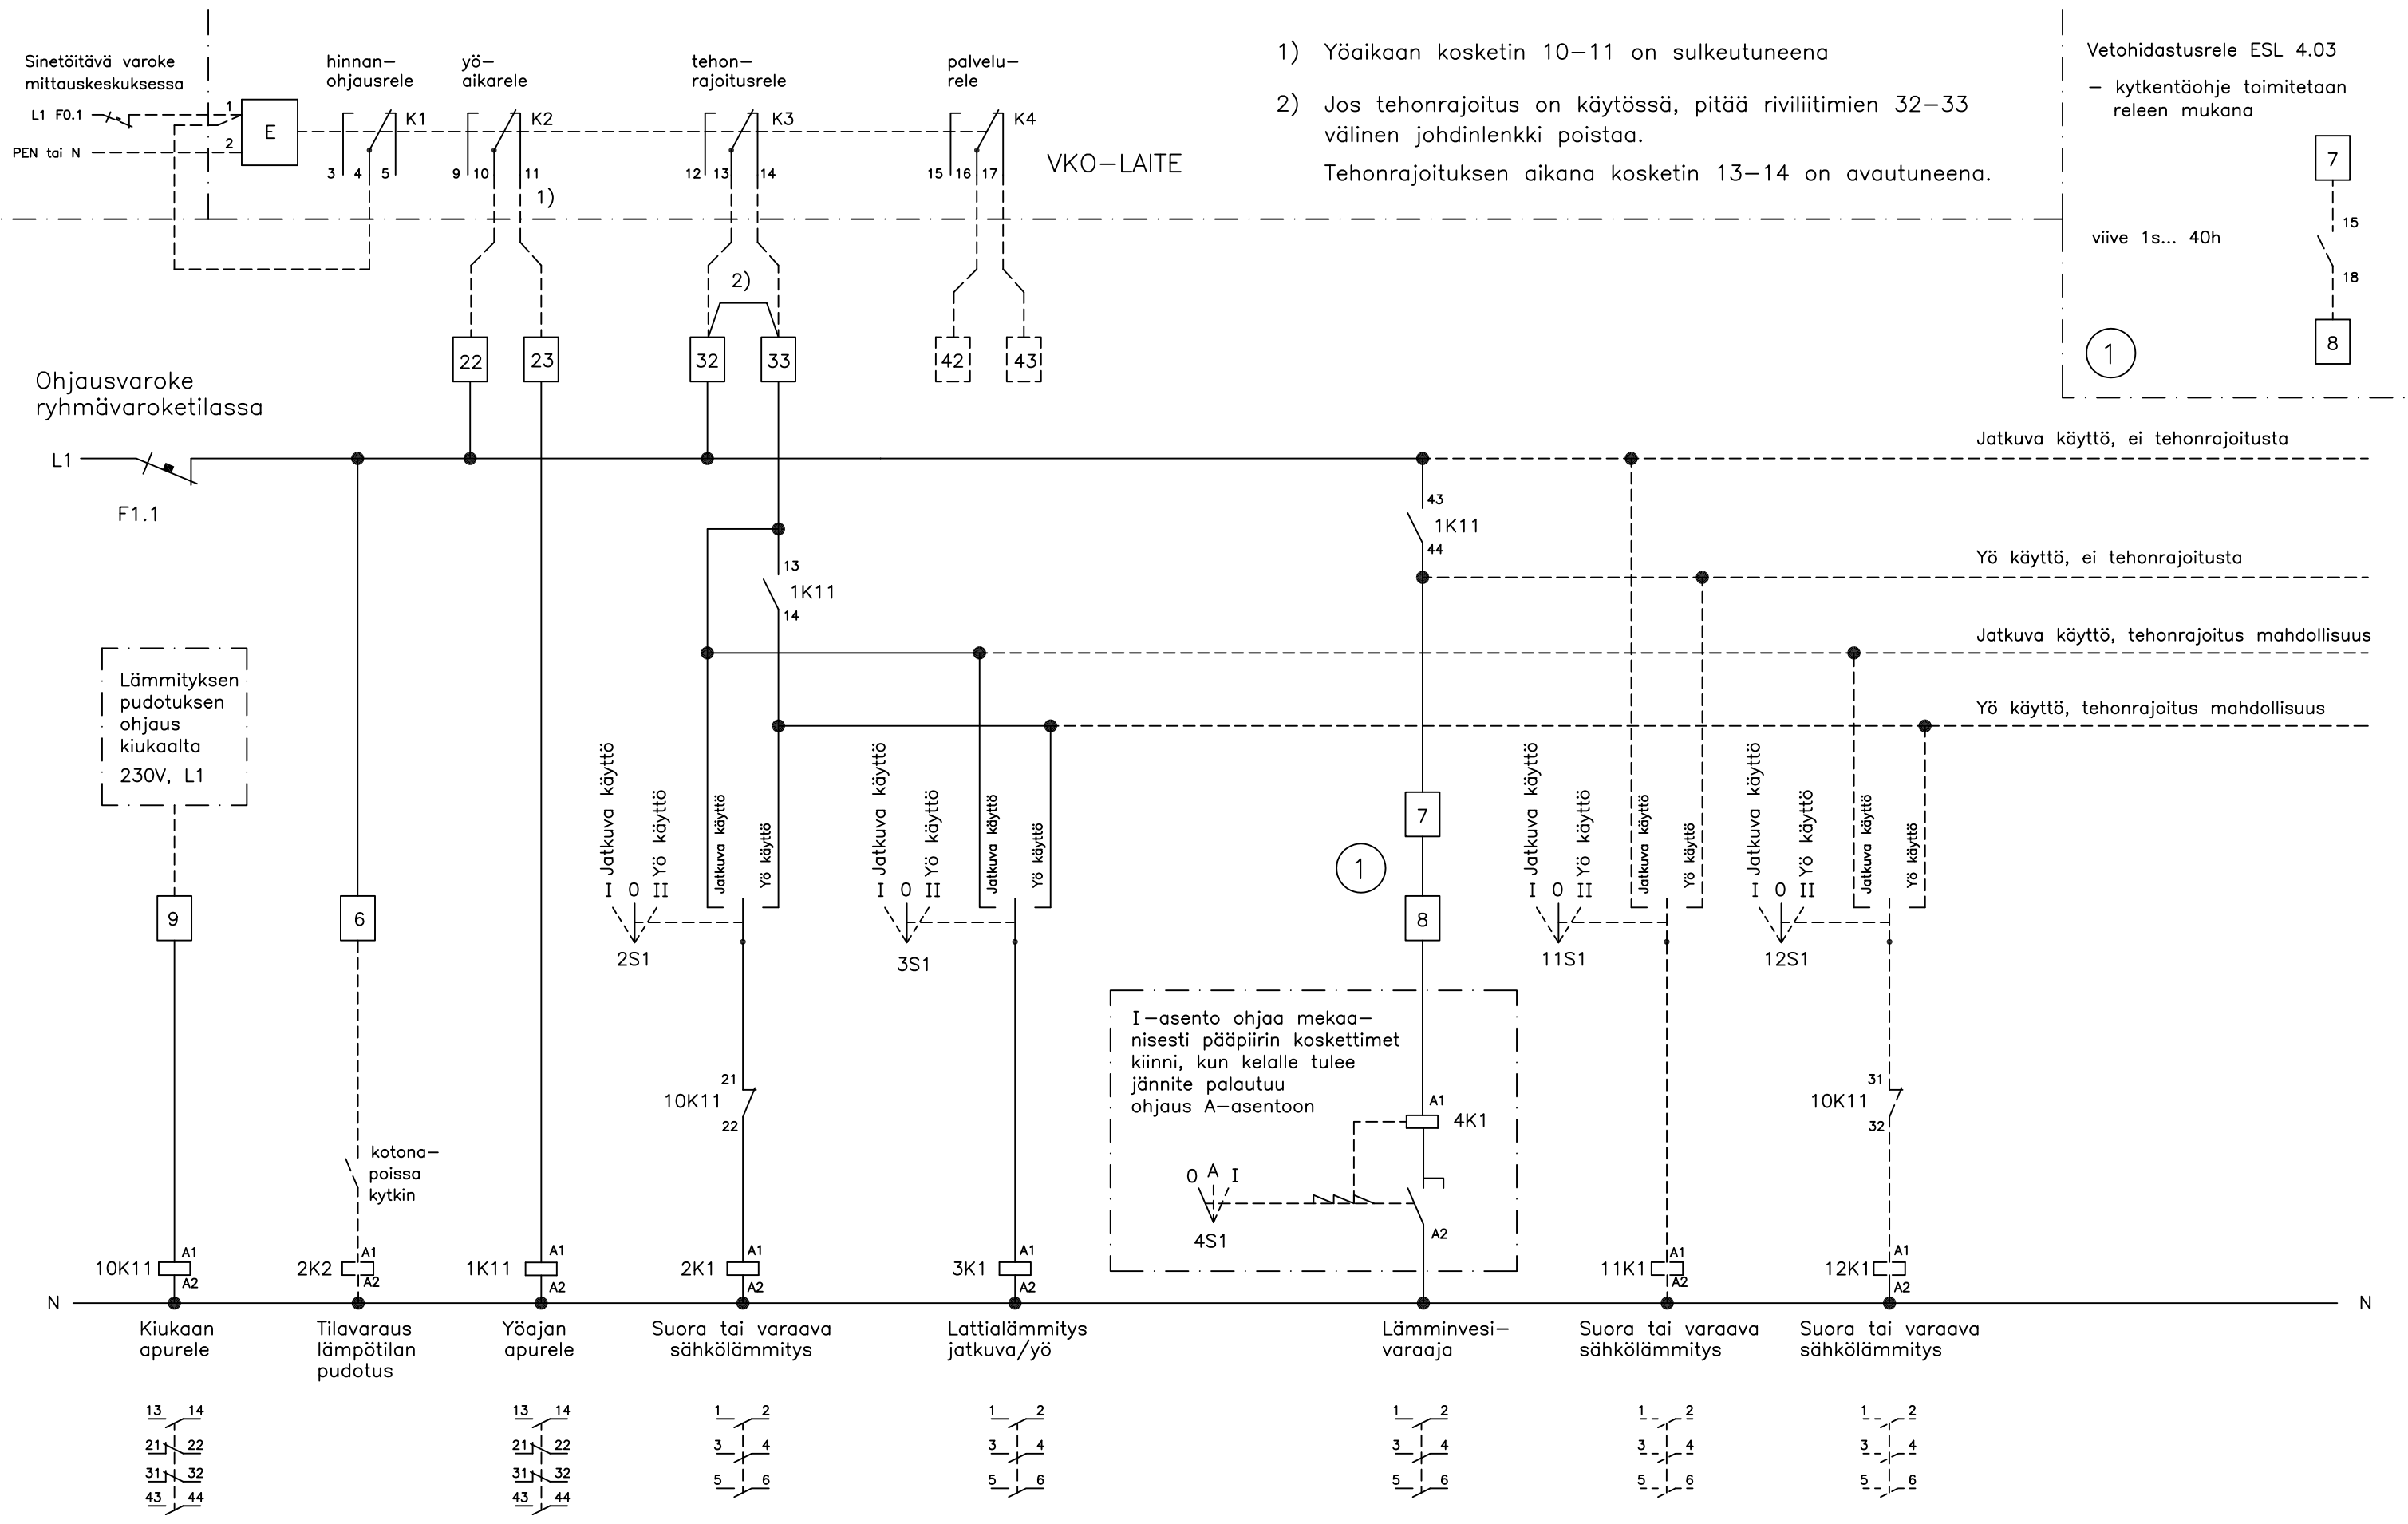 Sinetöitävä varoke
mittauskeskuksessa
L1 F0.1
PEN tai N
1
2
E
hinnan–
ohjausrele
K1
3 4 5
yö–
aikarele
K2
9 10 11
1)
tehon–
rajoitusrele
K3
12 13 14
2)
palvelu–
rele
K4
15 16 17
VKO–LAITE
1) Yöaikaan kosketin 10–11 on sulkeutuneena
2) Jos tehonrajoitus on käytössä, pitää riviliitimien 32–33
välinen johdinlenkki poistaa.
Tehonrajoituksen aikana kosketin 13–14 on avautuneena.
Vetohidastusrele ESL 4.03
– kytkentäohje toimitetaan
releen mukana
7
15
viive 1s... 40h
18
8
1
22 23 32 33 42 43
Ohjausvaroke
ryhmävaroketilassa
L1
F1.1
Jatkuva käyttö, ei tehonrajoitusta
43
1K11
44
Yö käyttö, ei tehonrajoitusta
13
1K11
14
Jatkuva käyttö, tehonrajoitus mahdollisuus
Yö käyttö, tehonrajoitus mahdollisuus
Lämmityksen
pudotuksen
ohjaus
kiukaalta
230V, L1
9
6
Jatkuva käyttö
Yö käyttö
I 0 II
2S1
Jatkuva käyttö
Yö käyttö
Jatkuva käyttö
Yö käyttö
I 0 II
3S1
Jatkuva käyttö
Yö käyttö
7
1
8
Jatkuva käyttö
Yö käyttö
I 0 II
11S1
Jatkuva käyttö
Yö käyttö
Jatkuva käyttö
Yö käyttö
I 0 II
12S1
Jatkuva käyttö
Yö käyttö
I–asento ohjaa mekaa–
nisesti pääpiirin koskettimet
kiinni, kun kelalle tulee
jännite palautuu
ohjaus A–asentoon
A1
4K1
0 A I
4S1
A2
21
10K11
22
31
10K11
32
kotona–
poissa
kytkin
10K11 A1
A2
2K2 A1
A2
1K11 A1
A2
2K1 A1
A2
3K1 A1
A2
11K1 A1
A2
12K1 A1
A2
N
N
Kiukaan
apurele
Tilavaraus
lämpötilan
pudotus
Yöajan
apurele
Suora tai varaava
sähkölämmitys
Lattialämmitys
jatkuva/yö
Lämminvesi–
varaaja
Suora tai varaava
sähkölämmitys
Suora tai varaava
sähkölämmitys
13 14
21 22
31 32
43 44
13 14
21 22
31 32
43 44
1 2
3 4
5 6
1 2
3 4
5 6
1 2
3 4
5 6
1 2
3 4
5 6
1 2
3 4
5 6